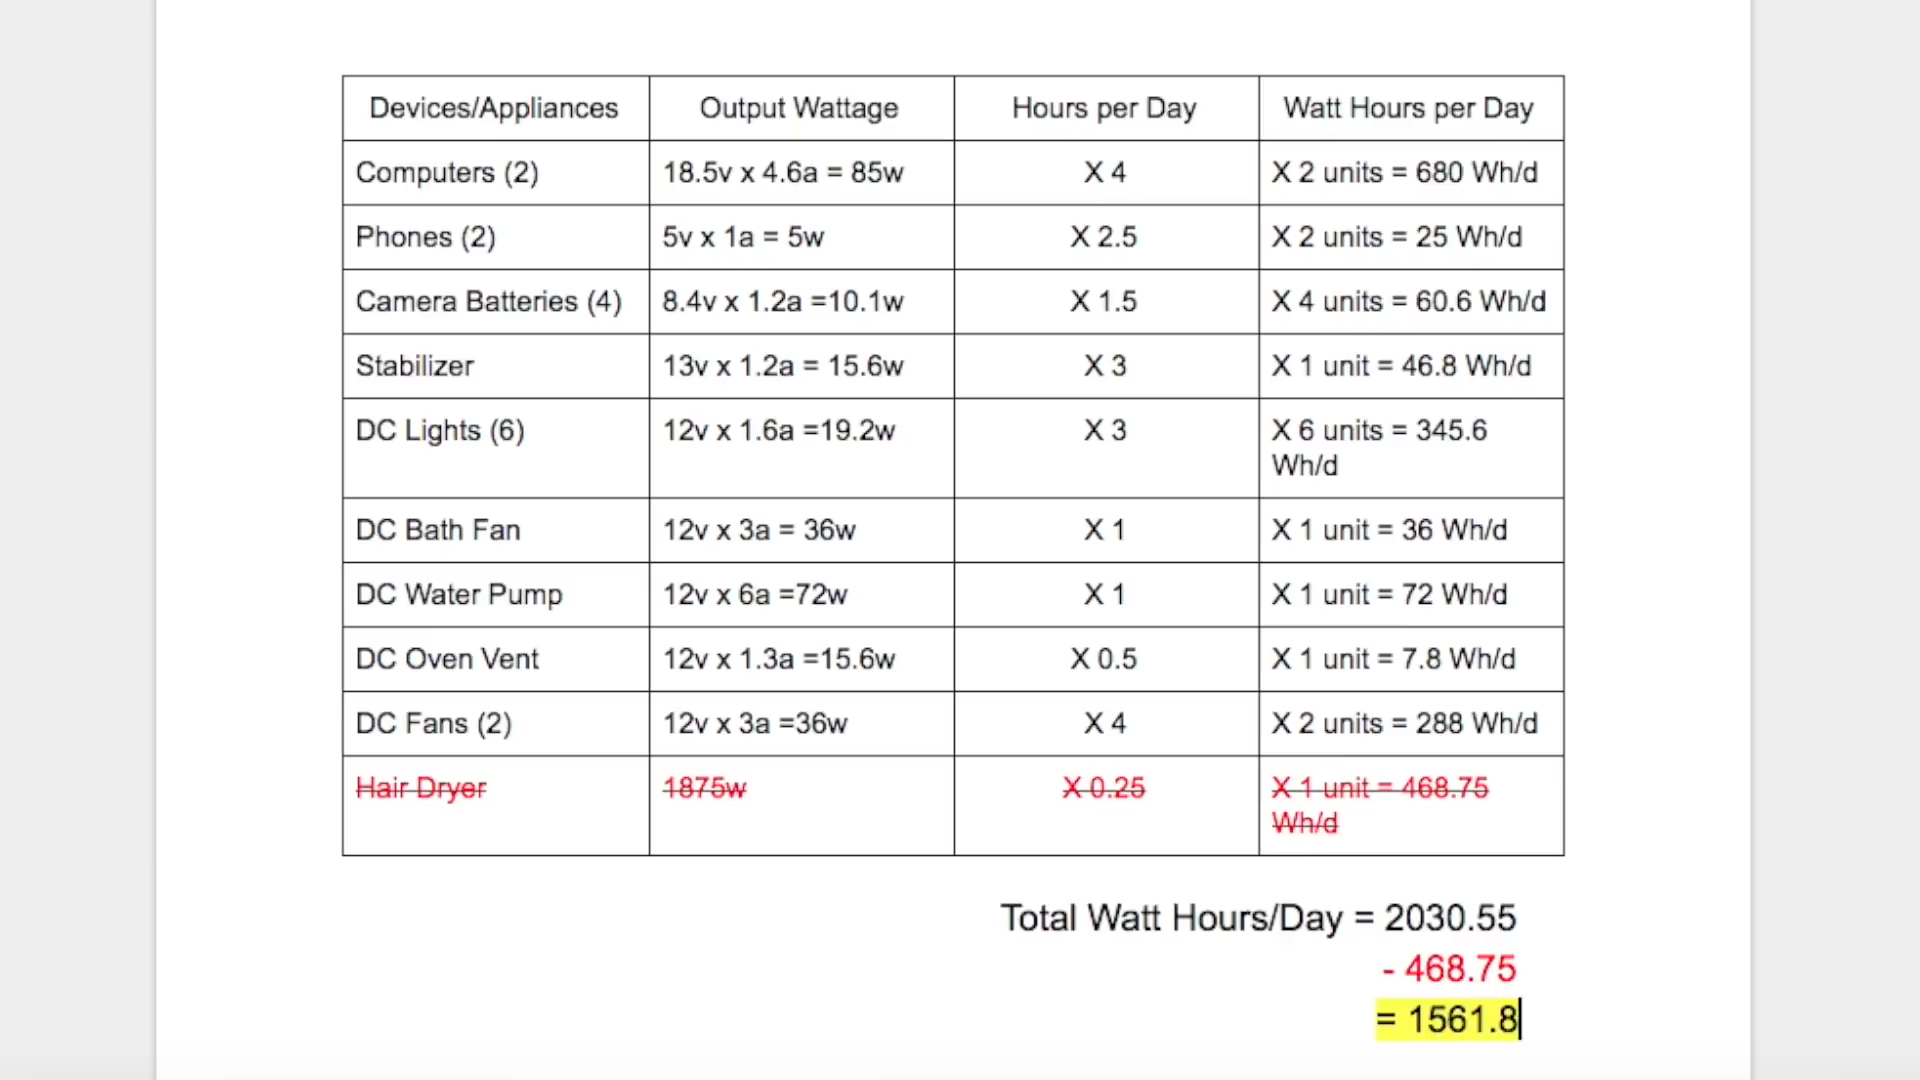 Devices/Appliances Output Wattage Hours per Day Watt Hours per Day
Computers (2) 18.5v x 4.6a = 85w X 4 X 2 units = 680 Wh/d
Phones (2) 5v x 1a = 5w X 2.5 X 2 units = 25 Wh/d
Camera Batteries (4) 8.4v x 1.2a =10.1w X 1.5 X 4 units = 60.6 Wh/d
Stabilizer 13v x 1.2a = 15.6w X 3 X 1 unit = 46.8 Wh/d
DC Lights (6) 12v x 1.6a =19.2w X 3 X 6 units = 345.6
Wh/d
DC Bath Fan 12v x 3a = 36w X 1 X 1 unit = 36 Wh/d
DC Water Pump 12v x 6a =72w X 1 X 1 unit = 72 Wh/d
DC Oven Vent 12v x 1.3a =15.6w X 0.5 X 1 unit = 7.8 Wh/d
DC Fans (2) 12v x 3a =36w X 4 X 2 units = 288 Wh/d
Hair Dryer 1875w X 0.25 X 1 unit = 468.75
Wh/d
Total Watt Hours/Day = 2030.55
- 468.75
= 1561.8